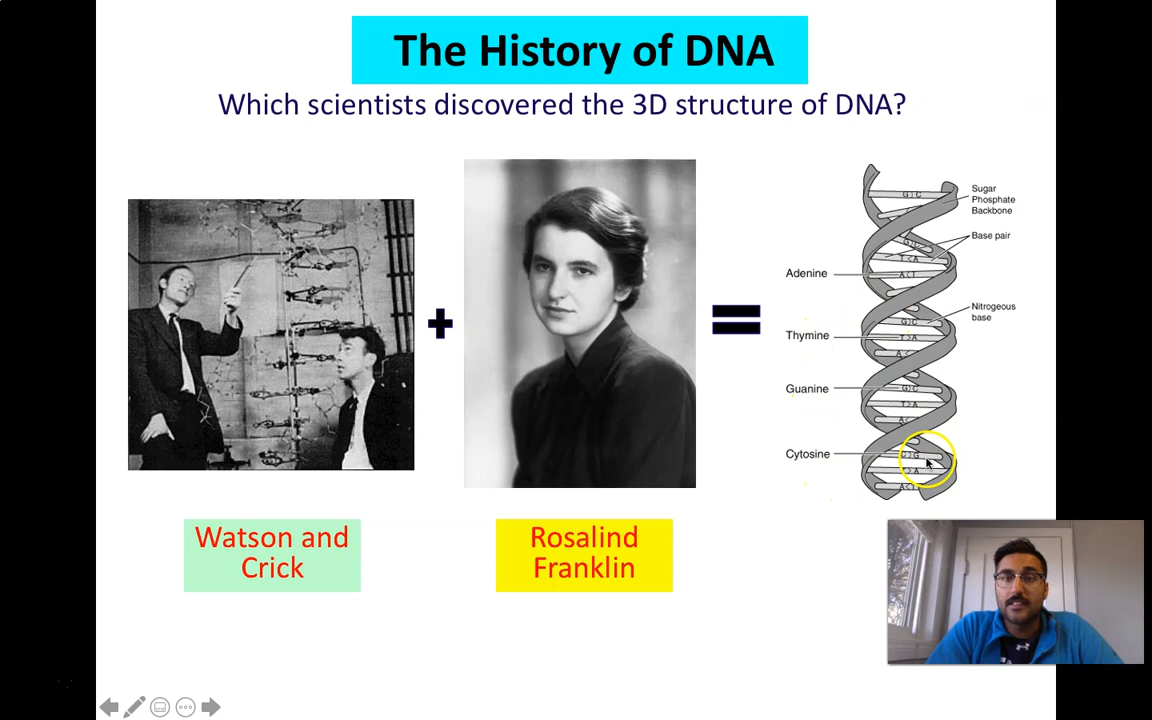 The History of DNA
Which scientists discovered the 3D structure of DNA?
Sugar
Phosphate
Backbone
Base pair
Adenine
Nitrogeous
base
Thymine
Guanine
Cytosine
G C
T A
A T
G C
T A
A
G C
T A
A
C G
A
A T
Watson and
Crick
Rosalind
Franklin